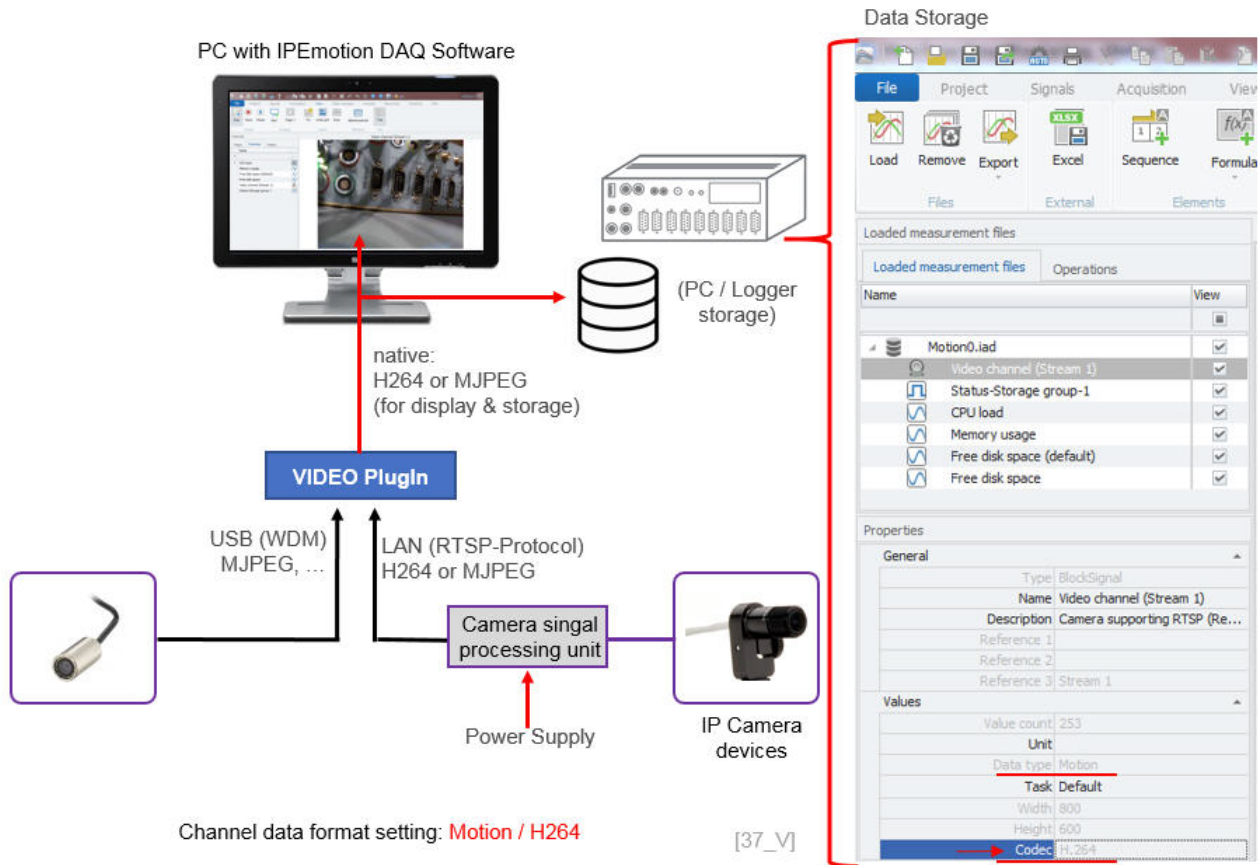 Data Storage
PC with IPEmotion DAQ Software
File Project Signals Acquisition View
XLSX
Load Remove Export Excel Sequence Formula
Files External Elements
Loaded measurement files
Loaded measurement files Operations
Name View
Motion0.iad
Video channel (Stream 1)
Status-Storage group-1
CPU load
Memory usage
Free disk space (default)
Free disk space
(PC / Logger
storage)
native:
H264 or MJPEG
(for display & storage)
VIDEO PlugIn
USB (WDM)
MJPEG, ...
LAN (RTSP-Protocol)
H264 or MJPEG
Camera singal
processing unit
Power Supply
IP Camera
devices
Properties
General
Type BlockSignal
Name Video channel (Stream 1)
Description Camera supporting RTSP (Re...
Reference 1
Reference 2
Reference 3 Stream 1
Values
Value count 253
Unit
Data type Motion
Task Default
Width 800
Height 600
Codec H.264
Channel data format setting: Motion / H264
[37_V]